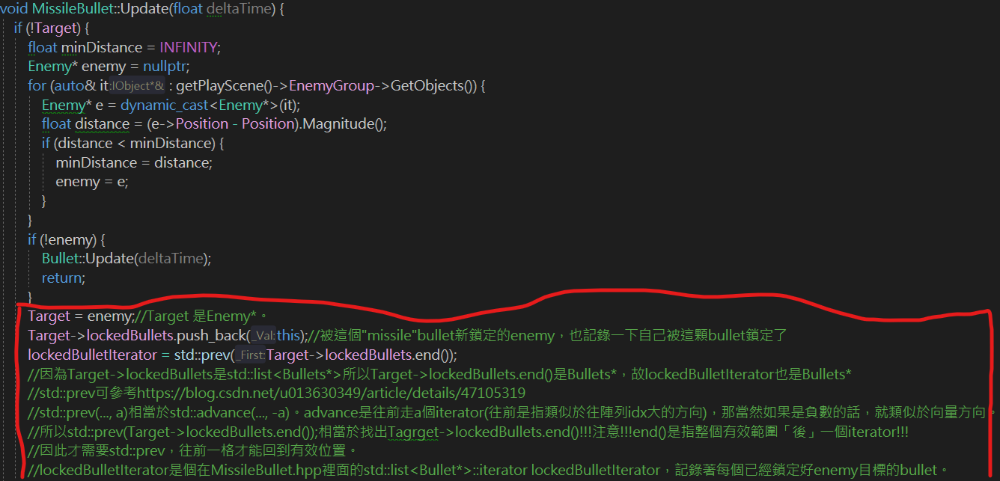 void MissileBullet::Update(float deltaTime) {
if (!Target) {
float minDistance = INFINITY;
Enemy* enemy = nullptr;
for (auto& it:IObject*& : getPlayScene()->EnemyGroup->GetObjects()) {
Enemy* e = dynamic_cast<Enemy*>(it);
float distance = (e->Position - Position).Magnitude();
if (distance < minDistance) {
minDistance = distance;
enemy = e;
}
}
if (!enemy) {
Bullet::Update(deltaTime);
return;
}
Target = enemy;//Target 是Enemy*。
Target->lockedBullets.push_back(_Val:this);//被這個"missile"bullet新鎖定的enemy，也記錄一下自己被這顆bullet鎖定了
lockedBulletIterator = std::prev(_First:Target->lockedBullets.end());
//因為Target->lockedBullets是std::list<Bullets*>所以Target->lockedBullets.end()是Bullets*，故lockedBulletIterator也是Bullets*
//std::prev可參考https://blog.csdn.net/u013630349/article/details/47105319
//std::prev(..., a)相當於std::advance(..., -a)。advance是往前走a個iterator(往前是指類似於往陣列idx大的方向)，那當然如果是負數的話，就類似於向量方向。
//所以std::prev(Target->lockedBullets.end());相當於找出Tagrget->lockedBullets.end()!!!注意!!!end()是指整個有效範圍「後」一個iterator!!!
//因此才需要std::prev，往前一格才能回到有效位置。
//lockedBulletIterator是個在MissileBullet.hpp裡面的std::list<Bullet*>::iterator lockedBulletIterator，記錄著每個已經鎖定好enemy目標的bullet。